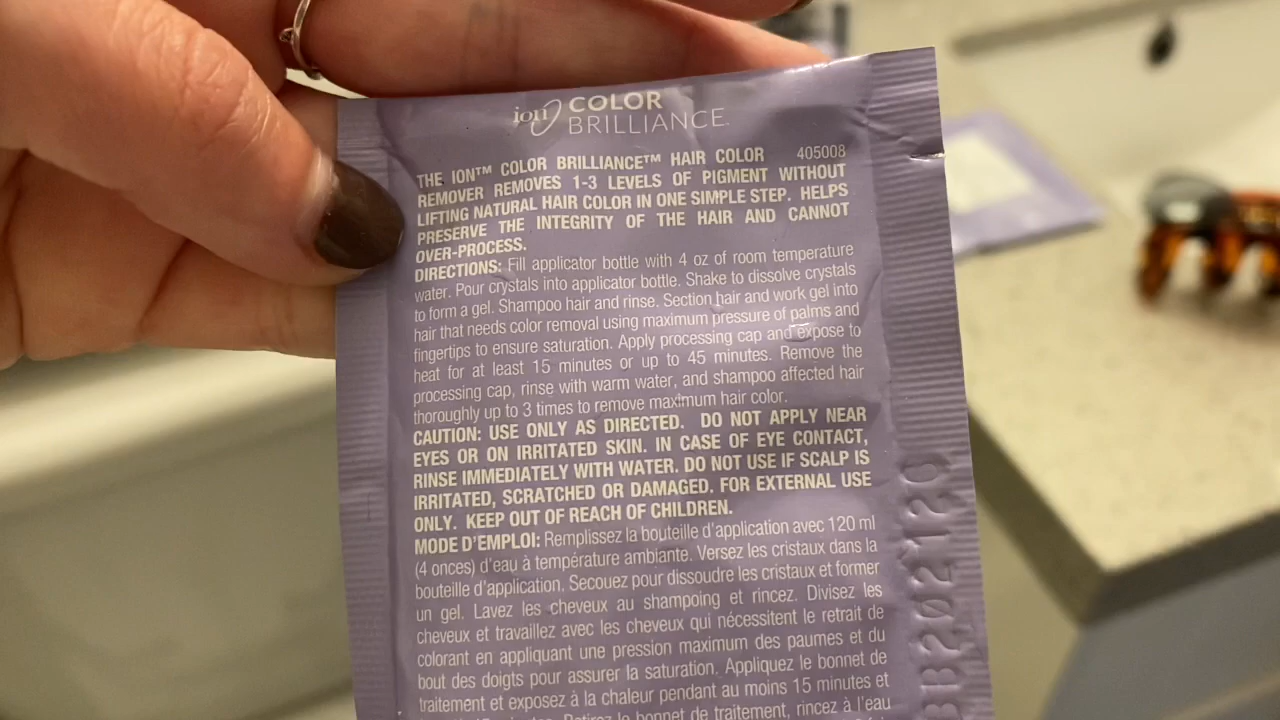 ion COLOR
BRILLIANCE
THE ION™ COLOR BRILLIANCE™ HAIR COLOR 405008
REMOVER REMOVES 1-3 LEVELS OF PIGMENT WITHOUT
LIFTING NATURAL HAIR COLOR IN ONE SIMPLE STEP. HELPS
PRESERVE THE INTEGRITY OF THE HAIR AND CANNOT
OVER-PROCESS.
DIRECTIONS: Fill applicator bottle with 4 oz of room temperature
water. Pour crystals into applicator bottle. Shake to dissolve crystals
to form a gel. Shampoo hair and rinse. Section hair and work gel into
hair that needs color removal using maximum pressure of palms and
fingertips to ensure saturation. Apply processing cap and expose to
heat for at least 15 minutes or up to 45 minutes. Remove the
processing cap, rinse with warm water, and shampoo affected hair
thoroughly up to 3 times to remove maximum hair color.
CAUTION: USE ONLY AS DIRECTED. DO NOT APPLY NEAR
EYES OR ON IRRITATED SKIN. IN CASE OF EYE CONTACT,
RINSE IMMEDIATELY WITH WATER. DO NOT USE IF SCALP IS
IRRITATED, SCRATCHED OR DAMAGED. FOR EXTERNAL USE
ONLY. KEEP OUT OF REACH OF CHILDREN.
MODE D'EMPLOI: Remplissez la bouteille d'application avec 120 ml
(4 onces) d'eau à température ambiante. Versez les cristaux dans la
bouteille d'application. Secouez pour dissoudre les cristaux et former
un gel. Lavez les cheveux au shampoing et rincez. Divisez les
cheveux et travaillez avec les cheveux qui nécessitent le retrait de
colorant en appliquant une pression maximum des paumes et du
bout des doigts pour assurer la saturation. Appliquez le bonnet de
traitement et exposez à la chaleur pendant au moins 15 minutes et
le bonnet de traitement, rincez à l'eau